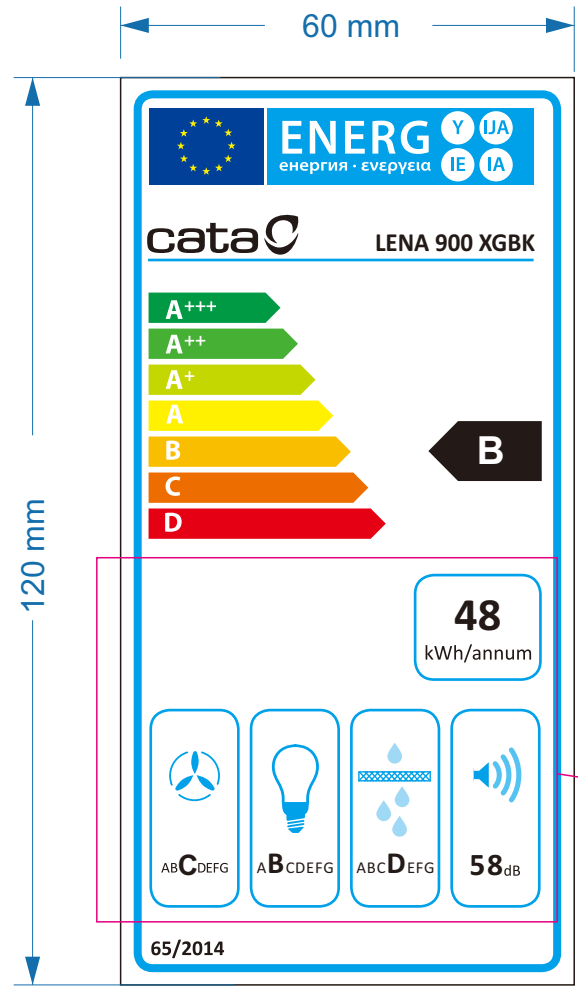 60 mm
120 mm
ENERG
енергия · ενεργεια
Y IJA
IE IA
cata
LENA 900 XGBK
A+++
A++
A+
A
B
C
D
B
48
kWh/annum
ABCDEFG
ABCDEFG
ABCDEFG
58dB
65/2014